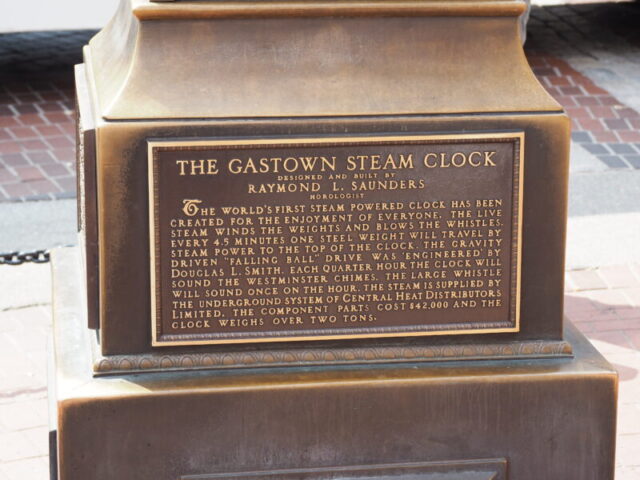 THE GASTOWN STEAM CLOCK
DESIGNED AND BUILT BY
RAYMOND L. SAUNDERS
HOROLOGIST
THE WORLD'S FIRST STEAM POWERED CLOCK HAS BEEN
CREATED FOR THE ENJOYMENT OF EVERYONE. THE LIVE
STEAM WINDS THE WEIGHTS AND BLOWS THE WHISTLES.
EVERY 4.5 MINUTES ONE STEEL WEIGHT WILL TRAVEL BY
STEAM POWER TO THE TOP OF THE CLOCK. THE GRAVITY
DRIVEN "FALLING BALL" DRIVE WAS 'ENGINEERED' BY
DOUGLAS L. SMITH. EACH QUARTER HOUR THE CLOCK WILL
SOUND THE WESTMINSTER CHIMES. THE LARGE WHISTLE
WILL SOUND ONCE ON THE HOUR. THE STEAM IS SUPPLIED BY
THE UNDERGROUND SYSTEM OF CENTRAL HEAT DISTRIBUTORS
LIMITED. THE COMPONENT PARTS COST $42,000 AND THE
CLOCK WEIGHS OVER TWO TONS.